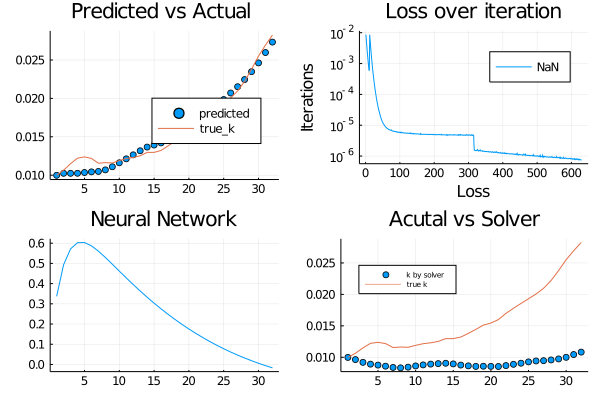 Predicted vs Actual
0.025
0.020
0.015
0.010
predicted
true_k
5 10 15 20 25 30
Loss over iteration
Iterations
10⁻²
10⁻³
10⁻⁴
10⁻⁵
10⁻⁶
NaN
0 100 200 300 400 500 600
Loss
Neural Network
0.6
0.5
0.4
0.3
0.2
0.1
0.0
5 10 15 20 25 30
Acutal vs Solver
0.025
0.020
0.015
0.010
k by solver
true k
5 10 15 20 25 30